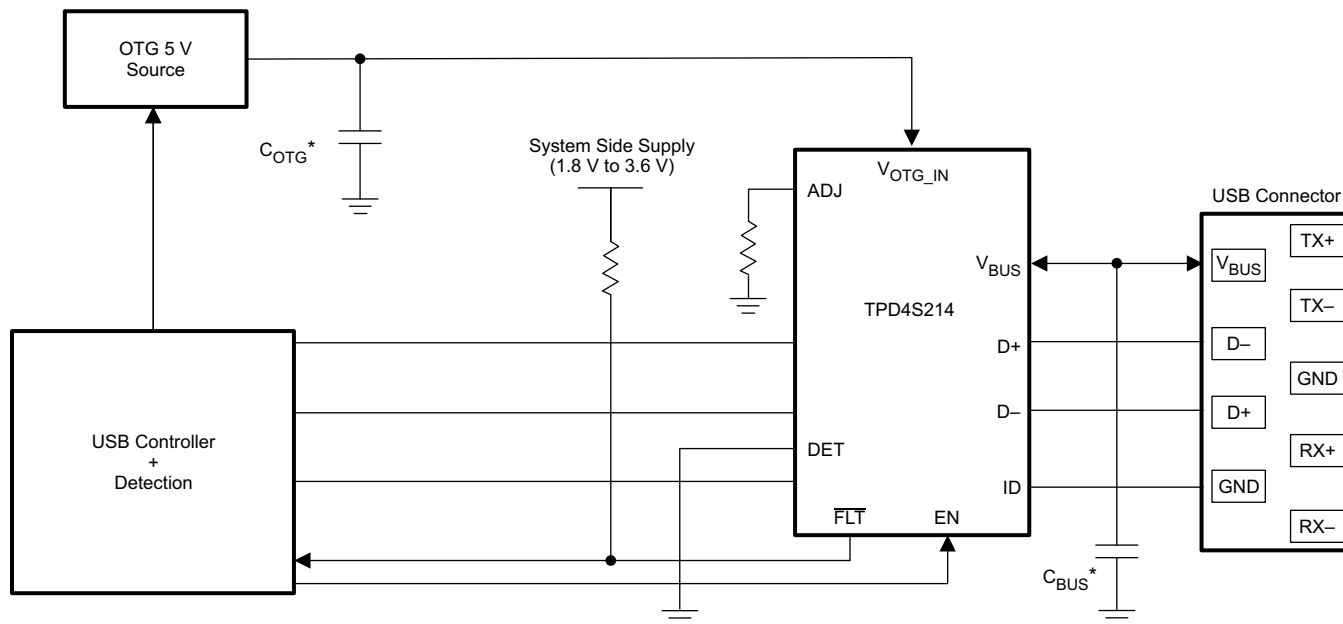 OTG 5 V
Source
C_OTG*
System Side Supply
(1.8 V to 3.6 V)
V_OTG_IN
ADJ
USB Connector
TX+
V_BUS
V_BUS
TX–
TPD4S214
D+
D–
GND
D–
D+
USB Controller
+
Detection
DET
RX+
ID
GND
FLT
EN
RX–
C_BUS*